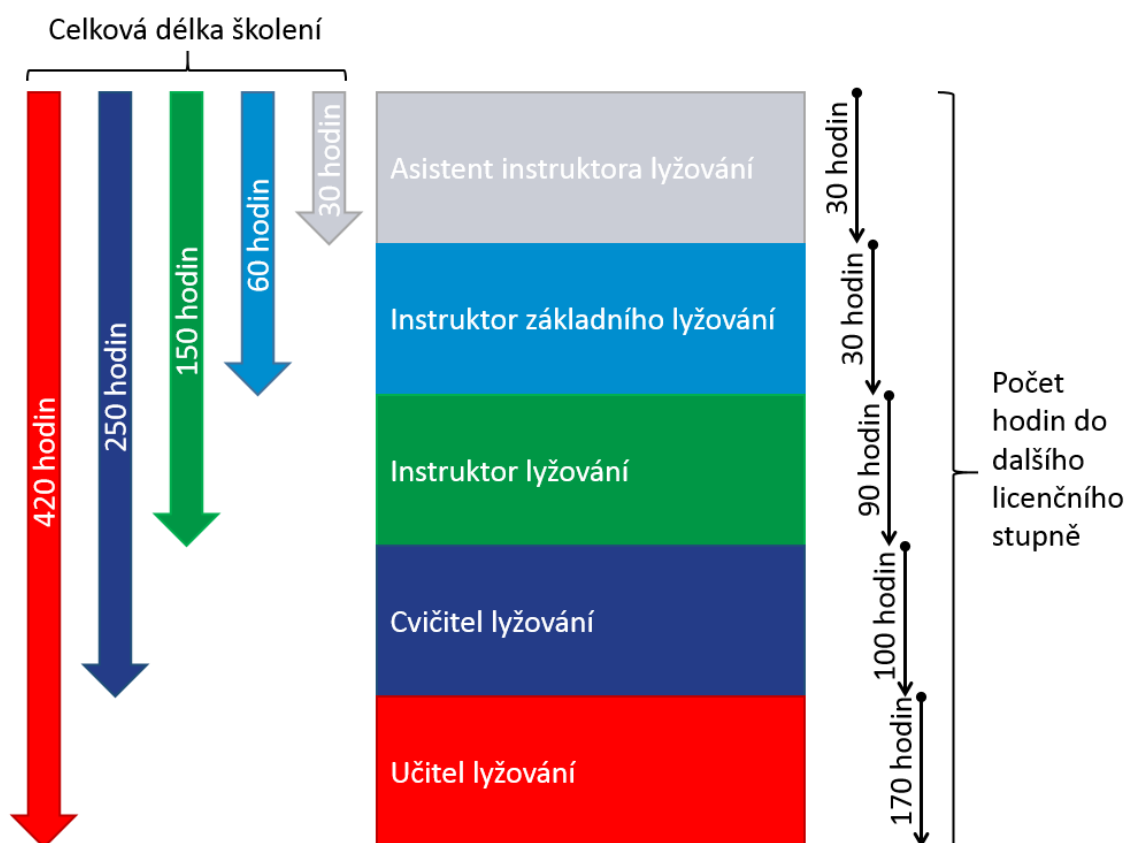 Celková délka školení
420 hodin
250 hodin
150 hodin
60 hodin
30 hodin
Asistent instruktora lyžování
Instruktor základního lyžování
Instruktor lyžování
Cvičitel lyžování
Učitel lyžování
30 hodin
30 hodin
90 hodin
100 hodin
170 hodin
Počet
hodin do
dalšího
licenčního
stupně